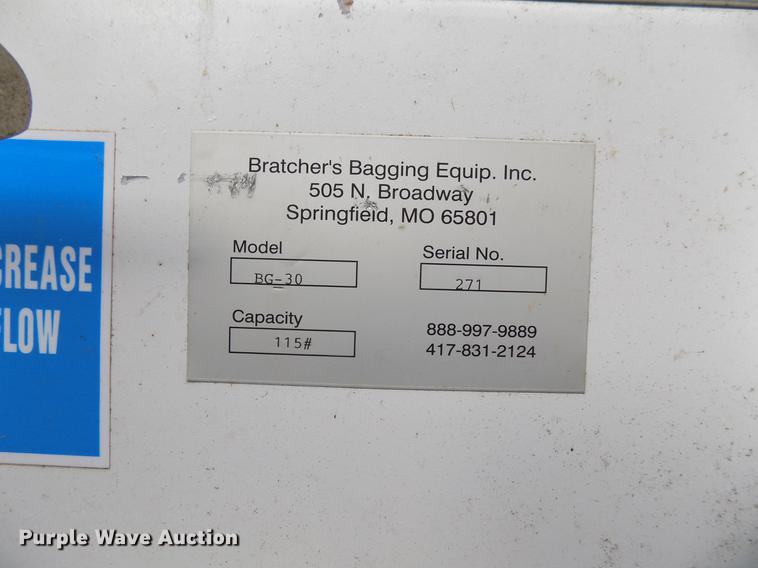 Bratcher's Bagging Equip. Inc.
505 N. Broadway
Springfield, MO 65801
Model
BG-30
Serial No.
271
Capacity
115#
888-997-9889
417-831-2124
CREASE
FLOW
Purple Wave Auction